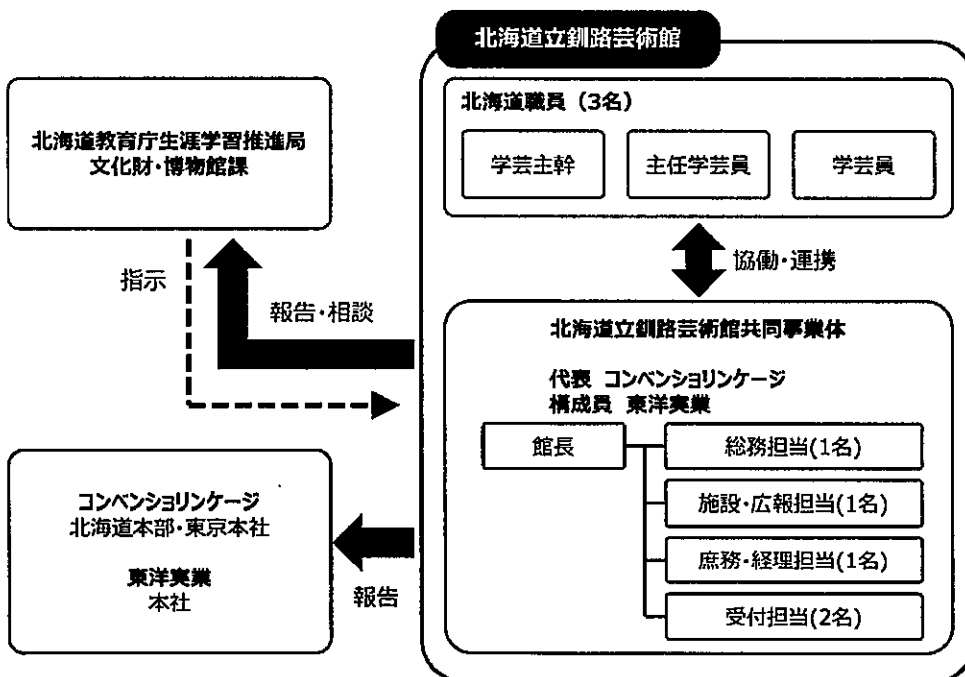 北海道立釧路芸術館
北海道職員（3名）
学芸主幹
主任学芸員
学芸員
北海道教育庁生涯学習推進局
文化財・博物館課
指示
報告・相談
協働・連携
北海道立釧路芸術館共同事業体
代表 コンベンショリンケージ
構成員 東洋実業
館長
総務担当(1名)
施設・広報担当(1名)
庶務・経理担当(1名)
受付担当(2名)
コンベンショリンケージ
北海道本部・東京本社
東洋実業
本社
報告